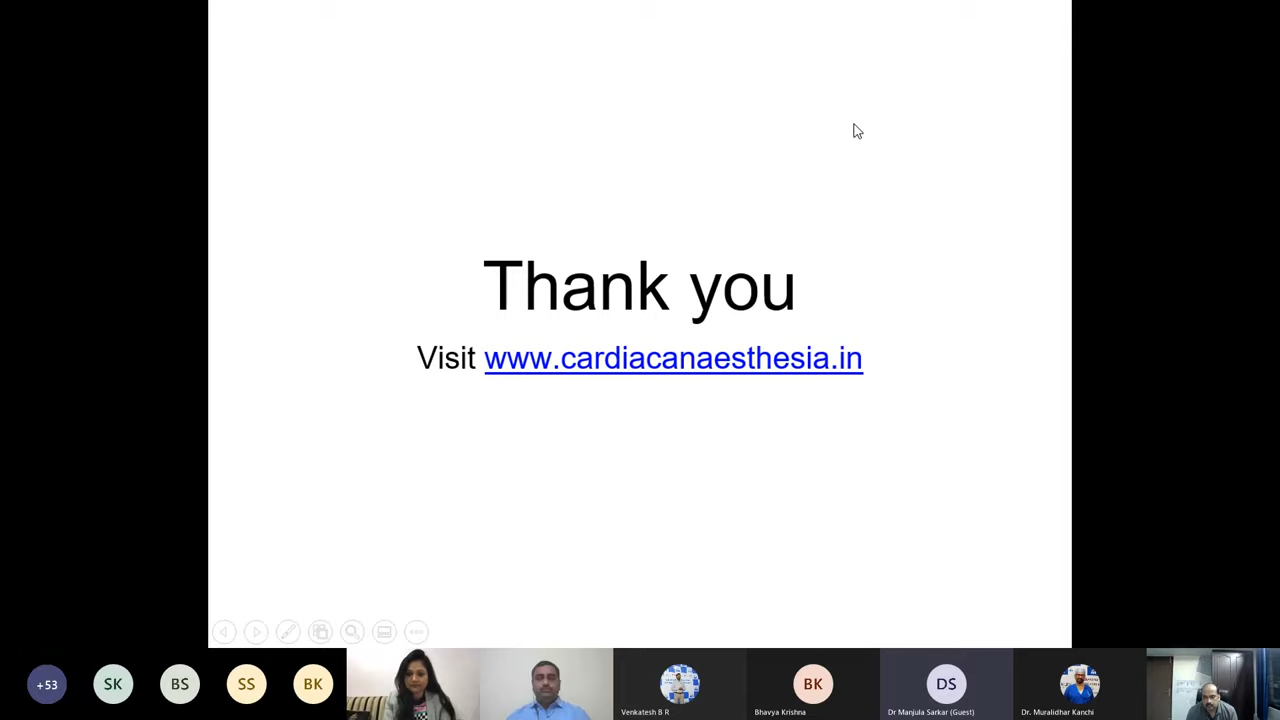 Thank you
Visit www.cardiacanaesthesia.in
+53
SK
BS
SS
BK
Venkatesh B R
BK
Bhavya Krishna
DS
Dr Manjula Sarkar (Guest)
Dr. Muralidhar Kanchi